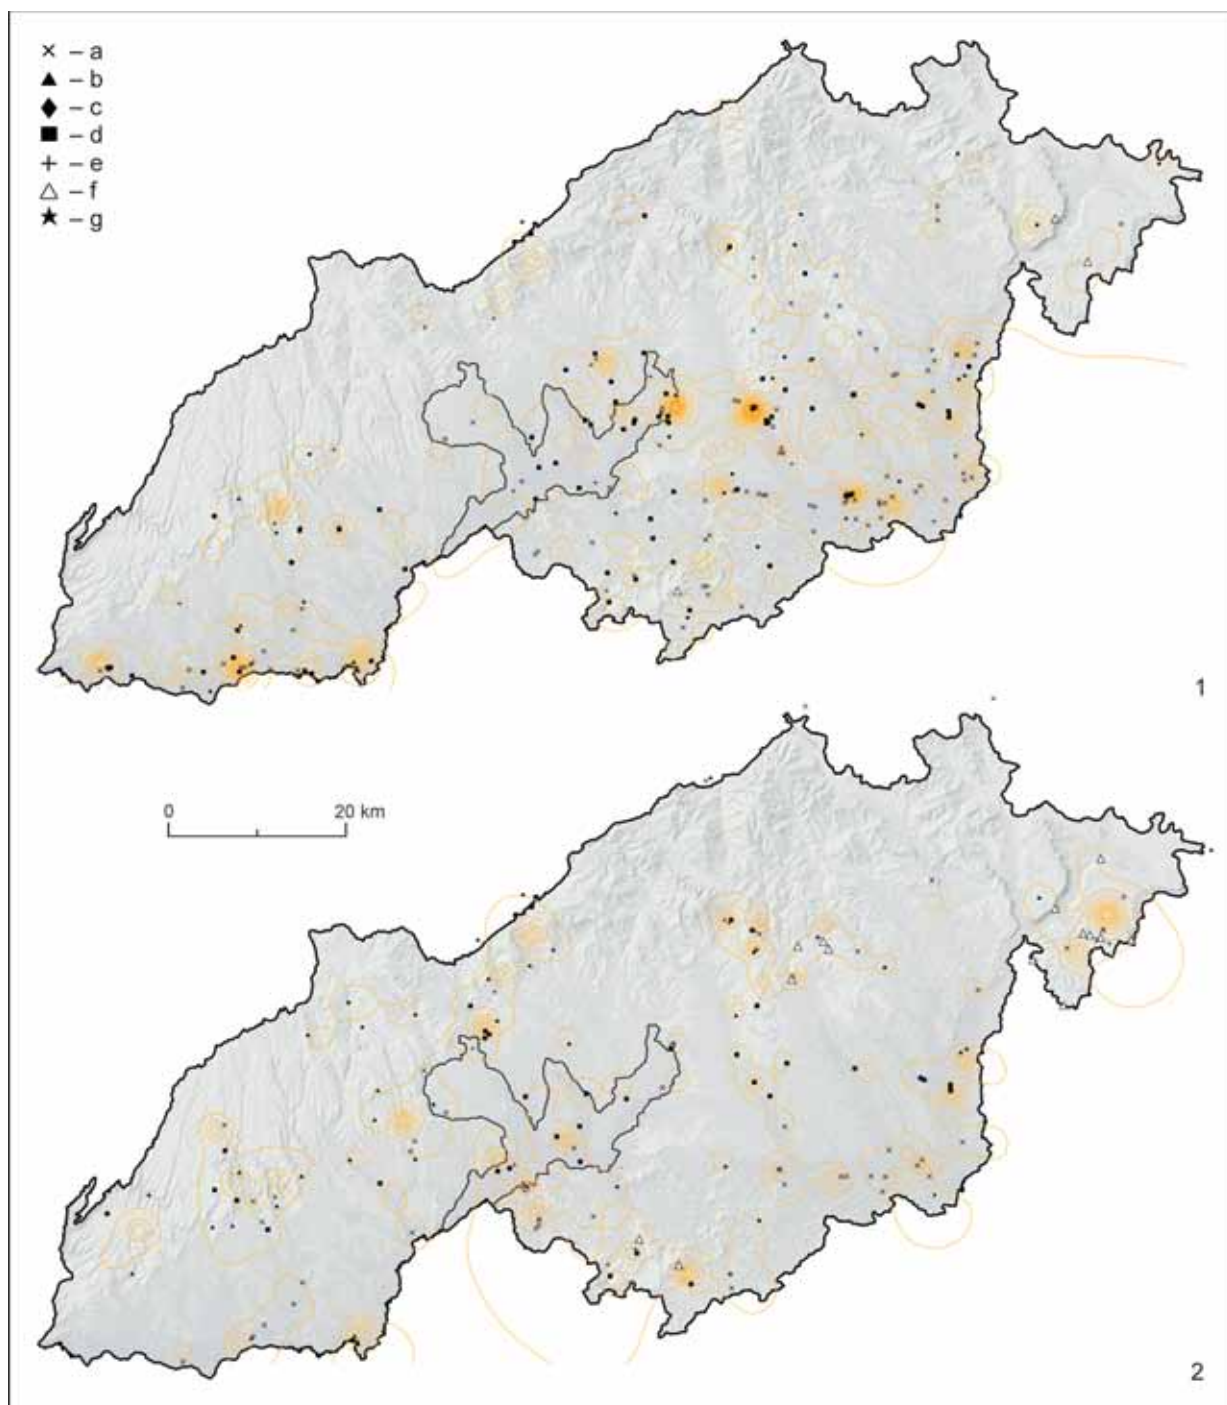 × – a
▲ – b
♦ – c
■ – d
+ – e
△ – f
★ – g
1
0 20 km
2